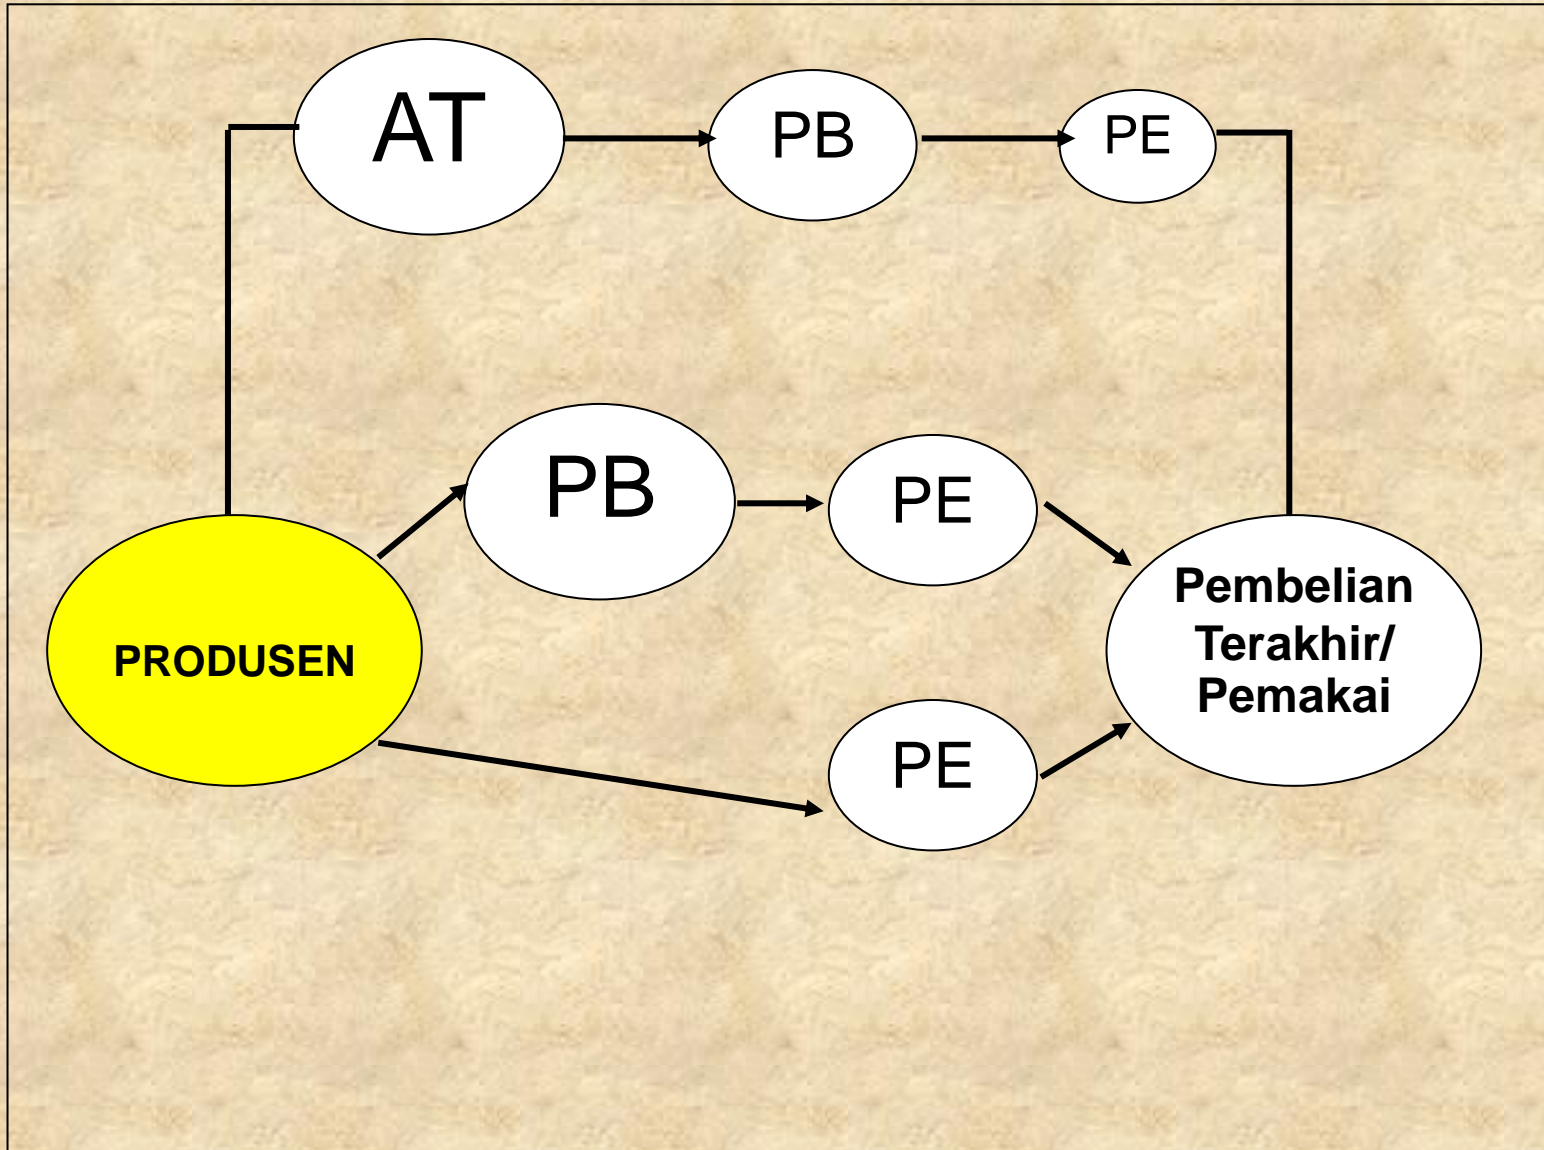 AT
PB
PE
PB
PE
PRODUSEN
Pembelian
Terakhir/
Pemakai
PE